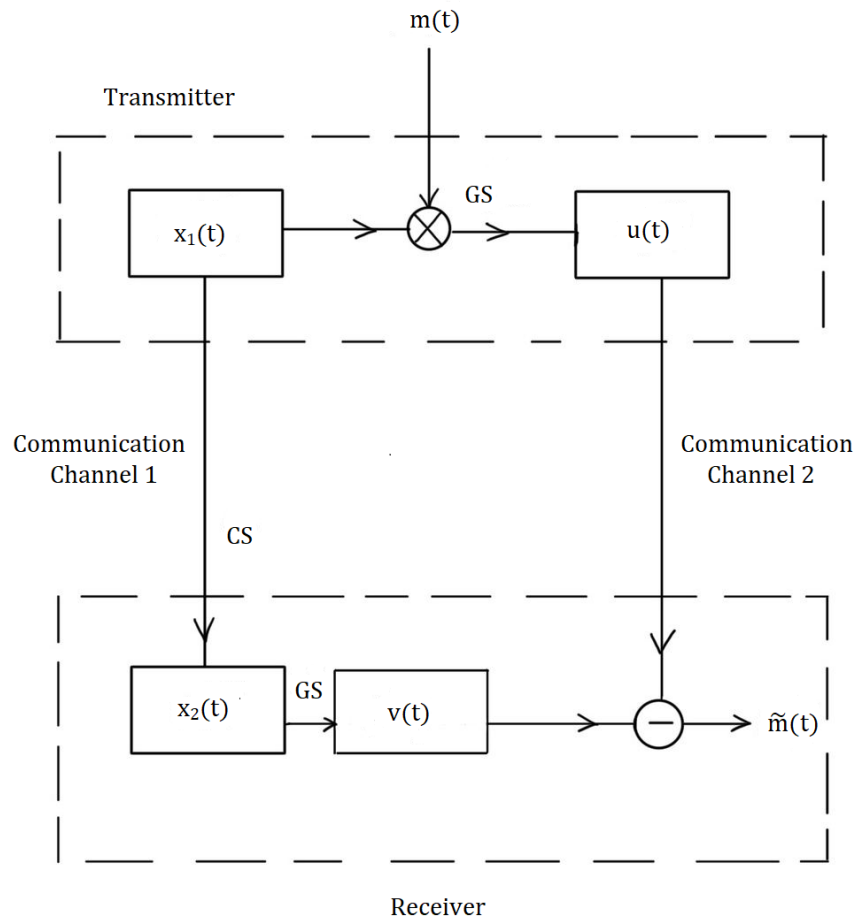 m(t)
Transmitter
GS
x₁(t)
u(t)
Communication
Channel 1
Communication
Channel 2
CS
GS
x₂(t)
v(t)
m̃(t)
Receiver